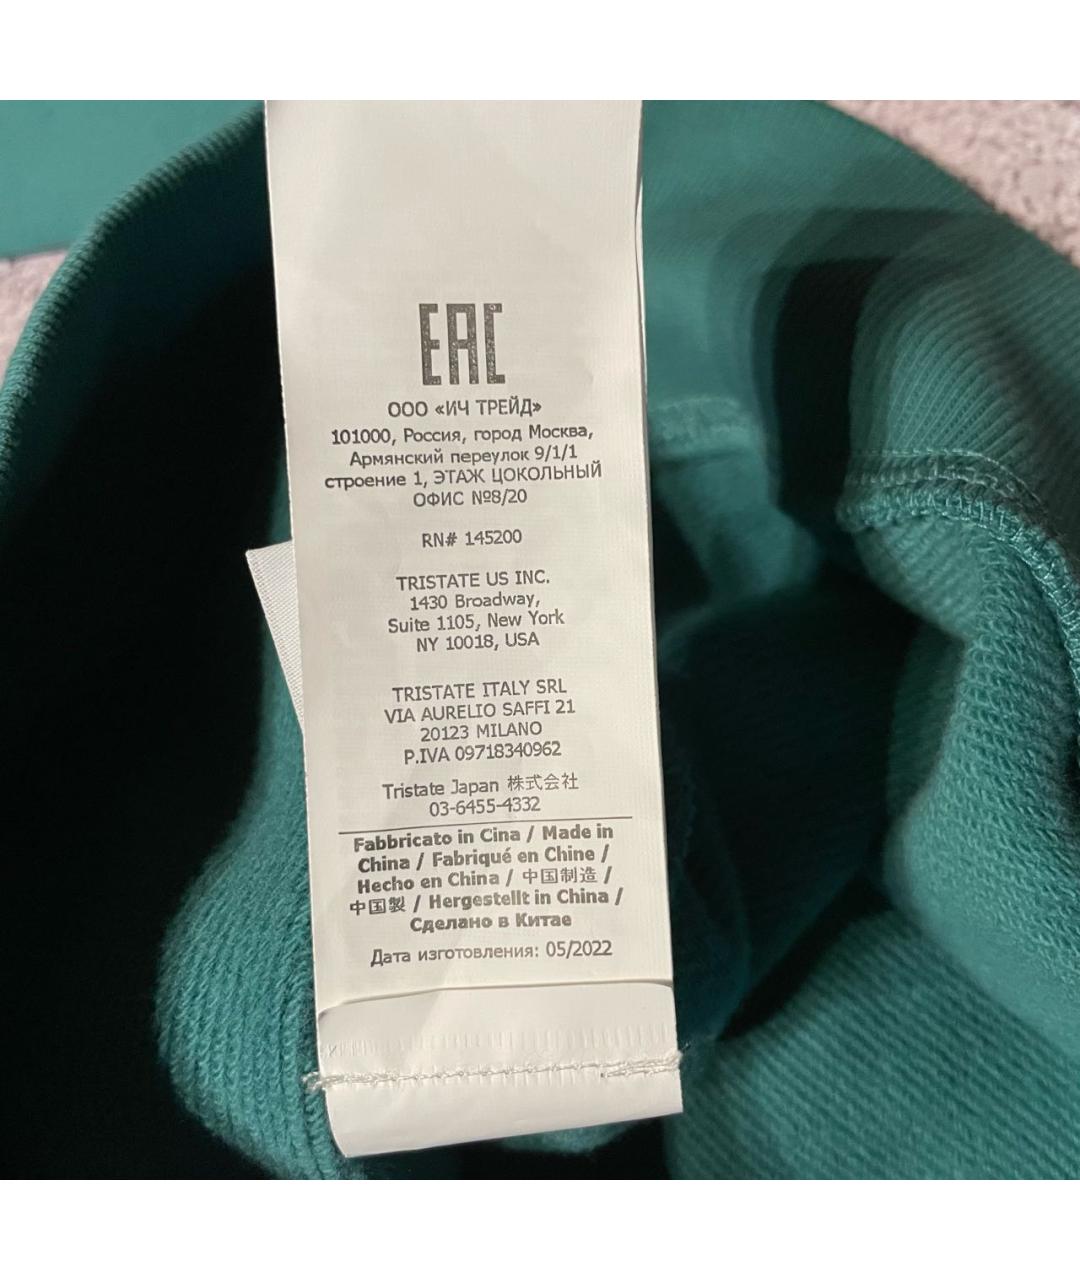 EAC
ООО «ИЧ ТРЕЙД»
101000, Россия, город Москва,
Армянский переулок 9/1/1
строение 1, ЭТАЖ ЦОКОЛЬНЫЙ
ОФИС №8/20
RN# 145200
TRISTATE US INC.
1430 Broadway,
Suite 1105, New York
NY 10018, USA
TRISTATE ITALY SRL
VIA AURELIO SAFFI 21
20123 MILANO
P.IVA 09718340962
Tristate Japan 株式会社
03-6455-4332
Fabbricato in Cina / Made in
China / Fabriqué en Chine /
Hecho en China / 中国制造 /
中国製 / Hergestellt in China /
Сделано в Китае
Дата изготовления: 05/2022